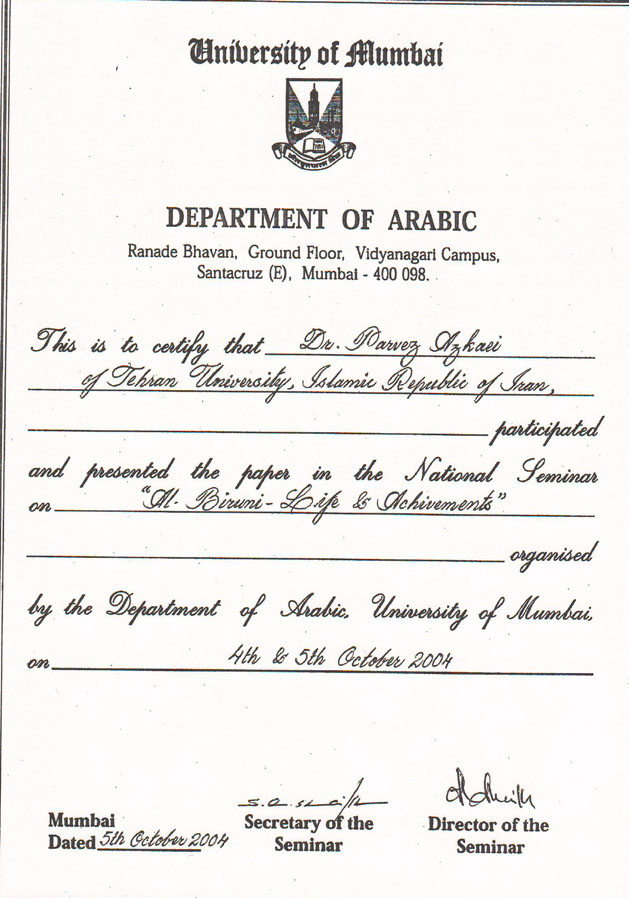 University of Mumbai
DEPARTMENT OF ARABIC
Ranade Bhavan, Ground Floor, Vidyanagari Campus,
Santacruz (E), Mumbai - 400 098.
This is to certify that Dr. Parvez Azkaei
of Tehran University, Islamic Republic of Iran,
participated
and presented the paper in the National Seminar
on "Al-Biruni-Life & Achivements"
organised
by the Department of Arabic, University of Mumbai,
on 4th & 5th October 2004
Mumbai
Dated 5th October 2004
Secretary of the
Seminar
Director of the
Seminar